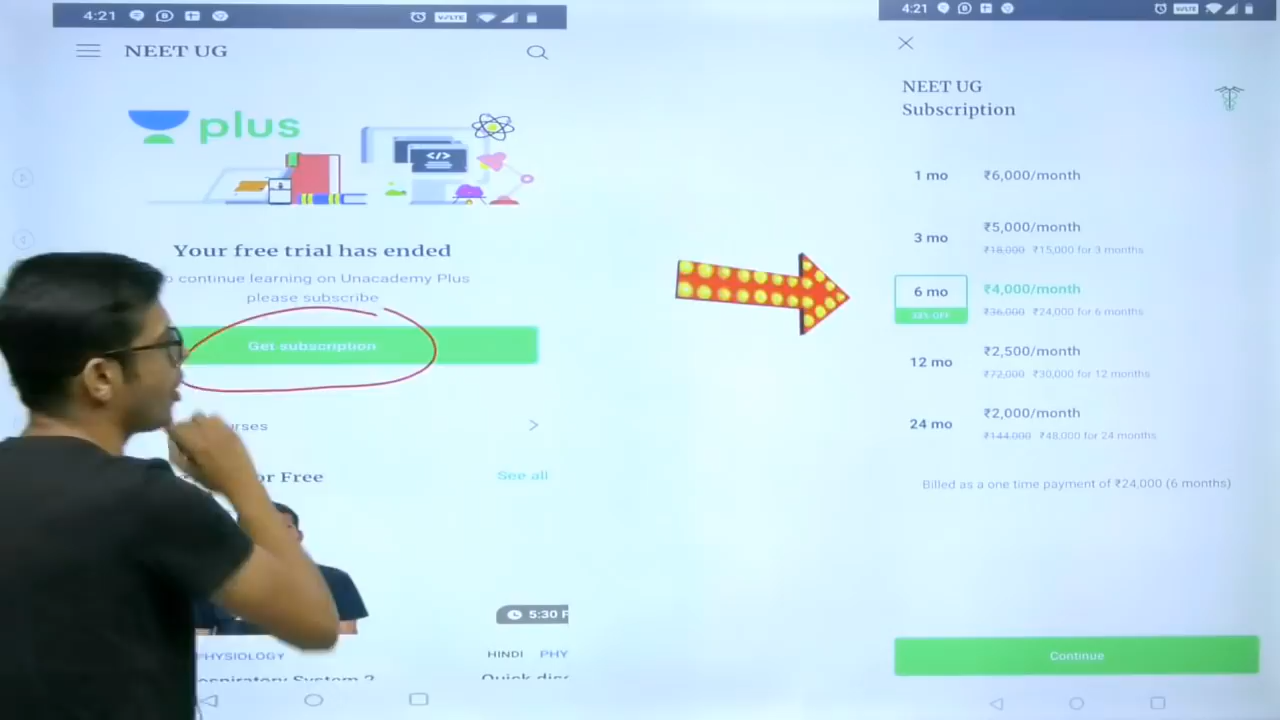 4:21
VoLTE
NEET UG
plus
</>
Your free trial has ended
continue learning on Unacademy Plus
please subscribe
Get subscription
or Free
See all
5:30
PHYSIOLOGY
HINDI PHY
4:21
VoLTE
NEET UG
Subscription
1 mo ₹6,000/month
3 mo ₹5,000/month
₹18,000 ₹15,000 for 3 months
6 mo ₹4,000/month
33% OFF ₹36,000 ₹24,000 for 6 months
12 mo ₹2,500/month
₹72,000 ₹30,000 for 12 months
24 mo ₹2,000/month
₹144,000 ₹48,000 for 24 months
Billed as a one time payment of ₹24,000 (6 months)
Continue